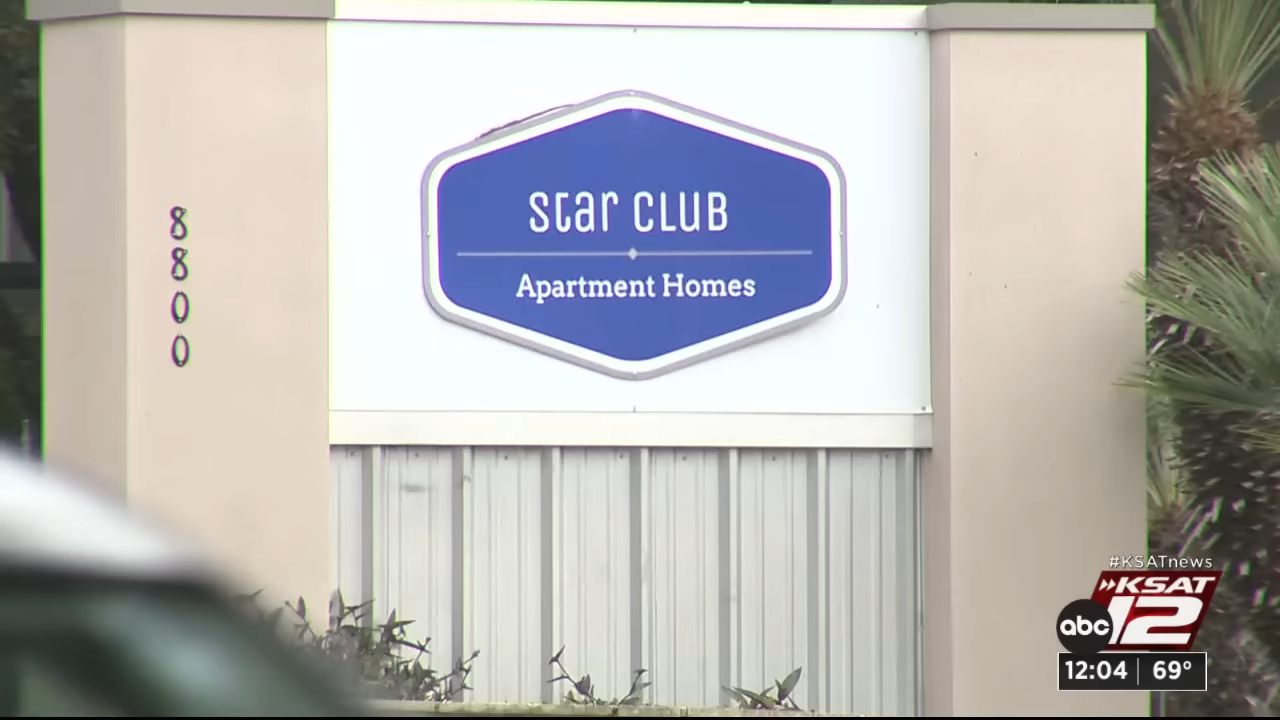 8
8
0
0
Star CLUB
Apartment Homes
#KSATnews
KSAT
abc 12
12:04 69°